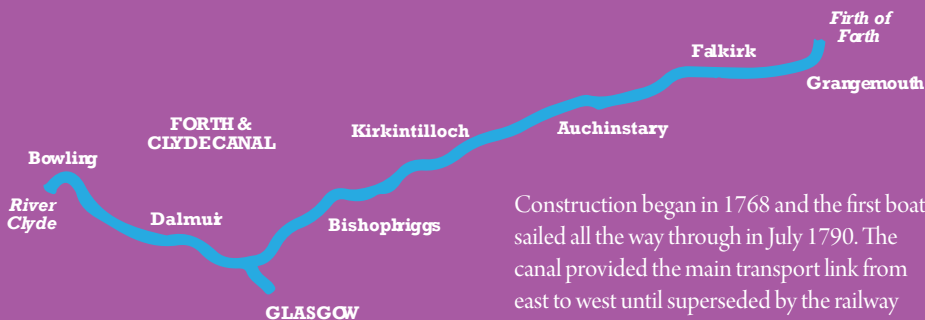 Firth of
Forth
Falkirk
Grangemouth
FORTH &
CLYDE CANAL
Kirkintilloch
Auchinstary
Bowling
River
Clyde
Dalmuir
Bishopbriggs
GLASGOW
Construction began in 1768 and the first boat
sailed all the way through in July 1790. The
canal provided the main transport link from
east to west until superseded by the railway